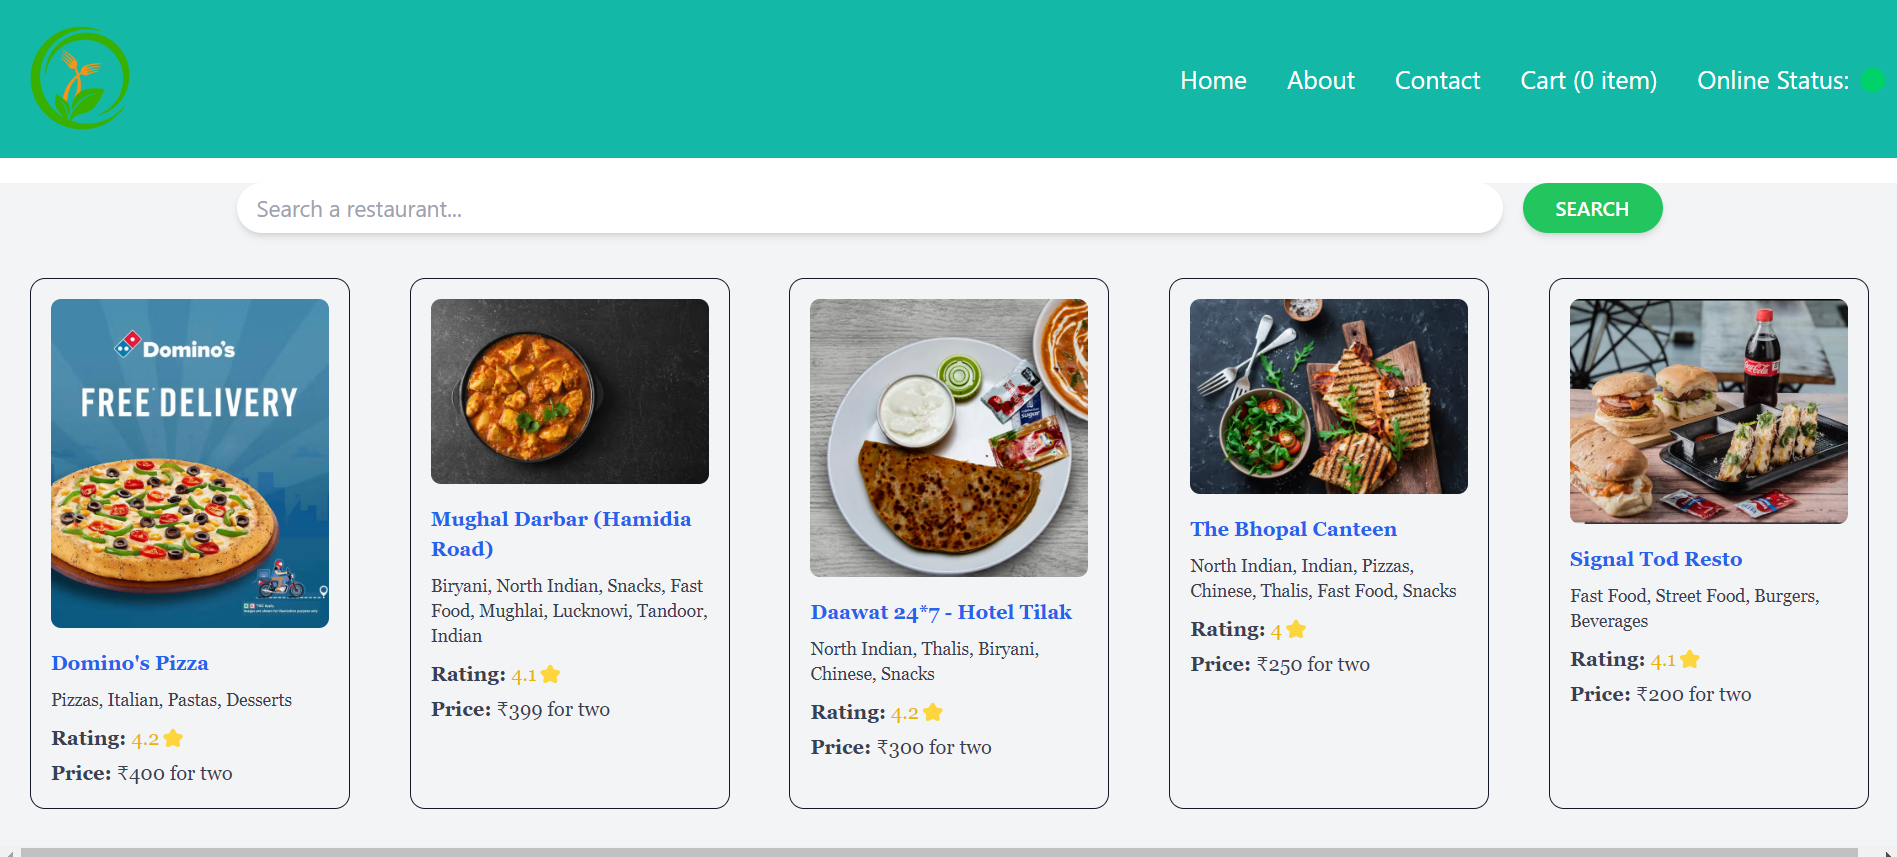 Home About Contact Cart (0 item) Online Status:
Search a restaurant...
SEARCH
Domino's
FREE DELIVERY
Domino's Pizza
Pizzas, Italian, Pastas, Desserts
Rating: 4.2
Price: ₹400 for two
Mughal Darbar (Hamidia
Road)
Biryani, North Indian, Snacks, Fast
Food, Mughlai, Lucknowi, Tandoor,
Indian
Rating: 4.1
Price: ₹399 for two
sugar
Daawat 24*7 - Hotel Tilak
North Indian, Thalis, Biryani,
Chinese, Snacks
Rating: 4.2
Price: ₹300 for two
The Bhopal Canteen
North Indian, Indian, Pizzas,
Chinese, Thalis, Fast Food, Snacks
Rating: 4
Price: ₹250 for two
Coca-Cola
Signal Tod Resto
Fast Food, Street Food, Burgers,
Beverages
Rating: 4.1
Price: ₹200 for two